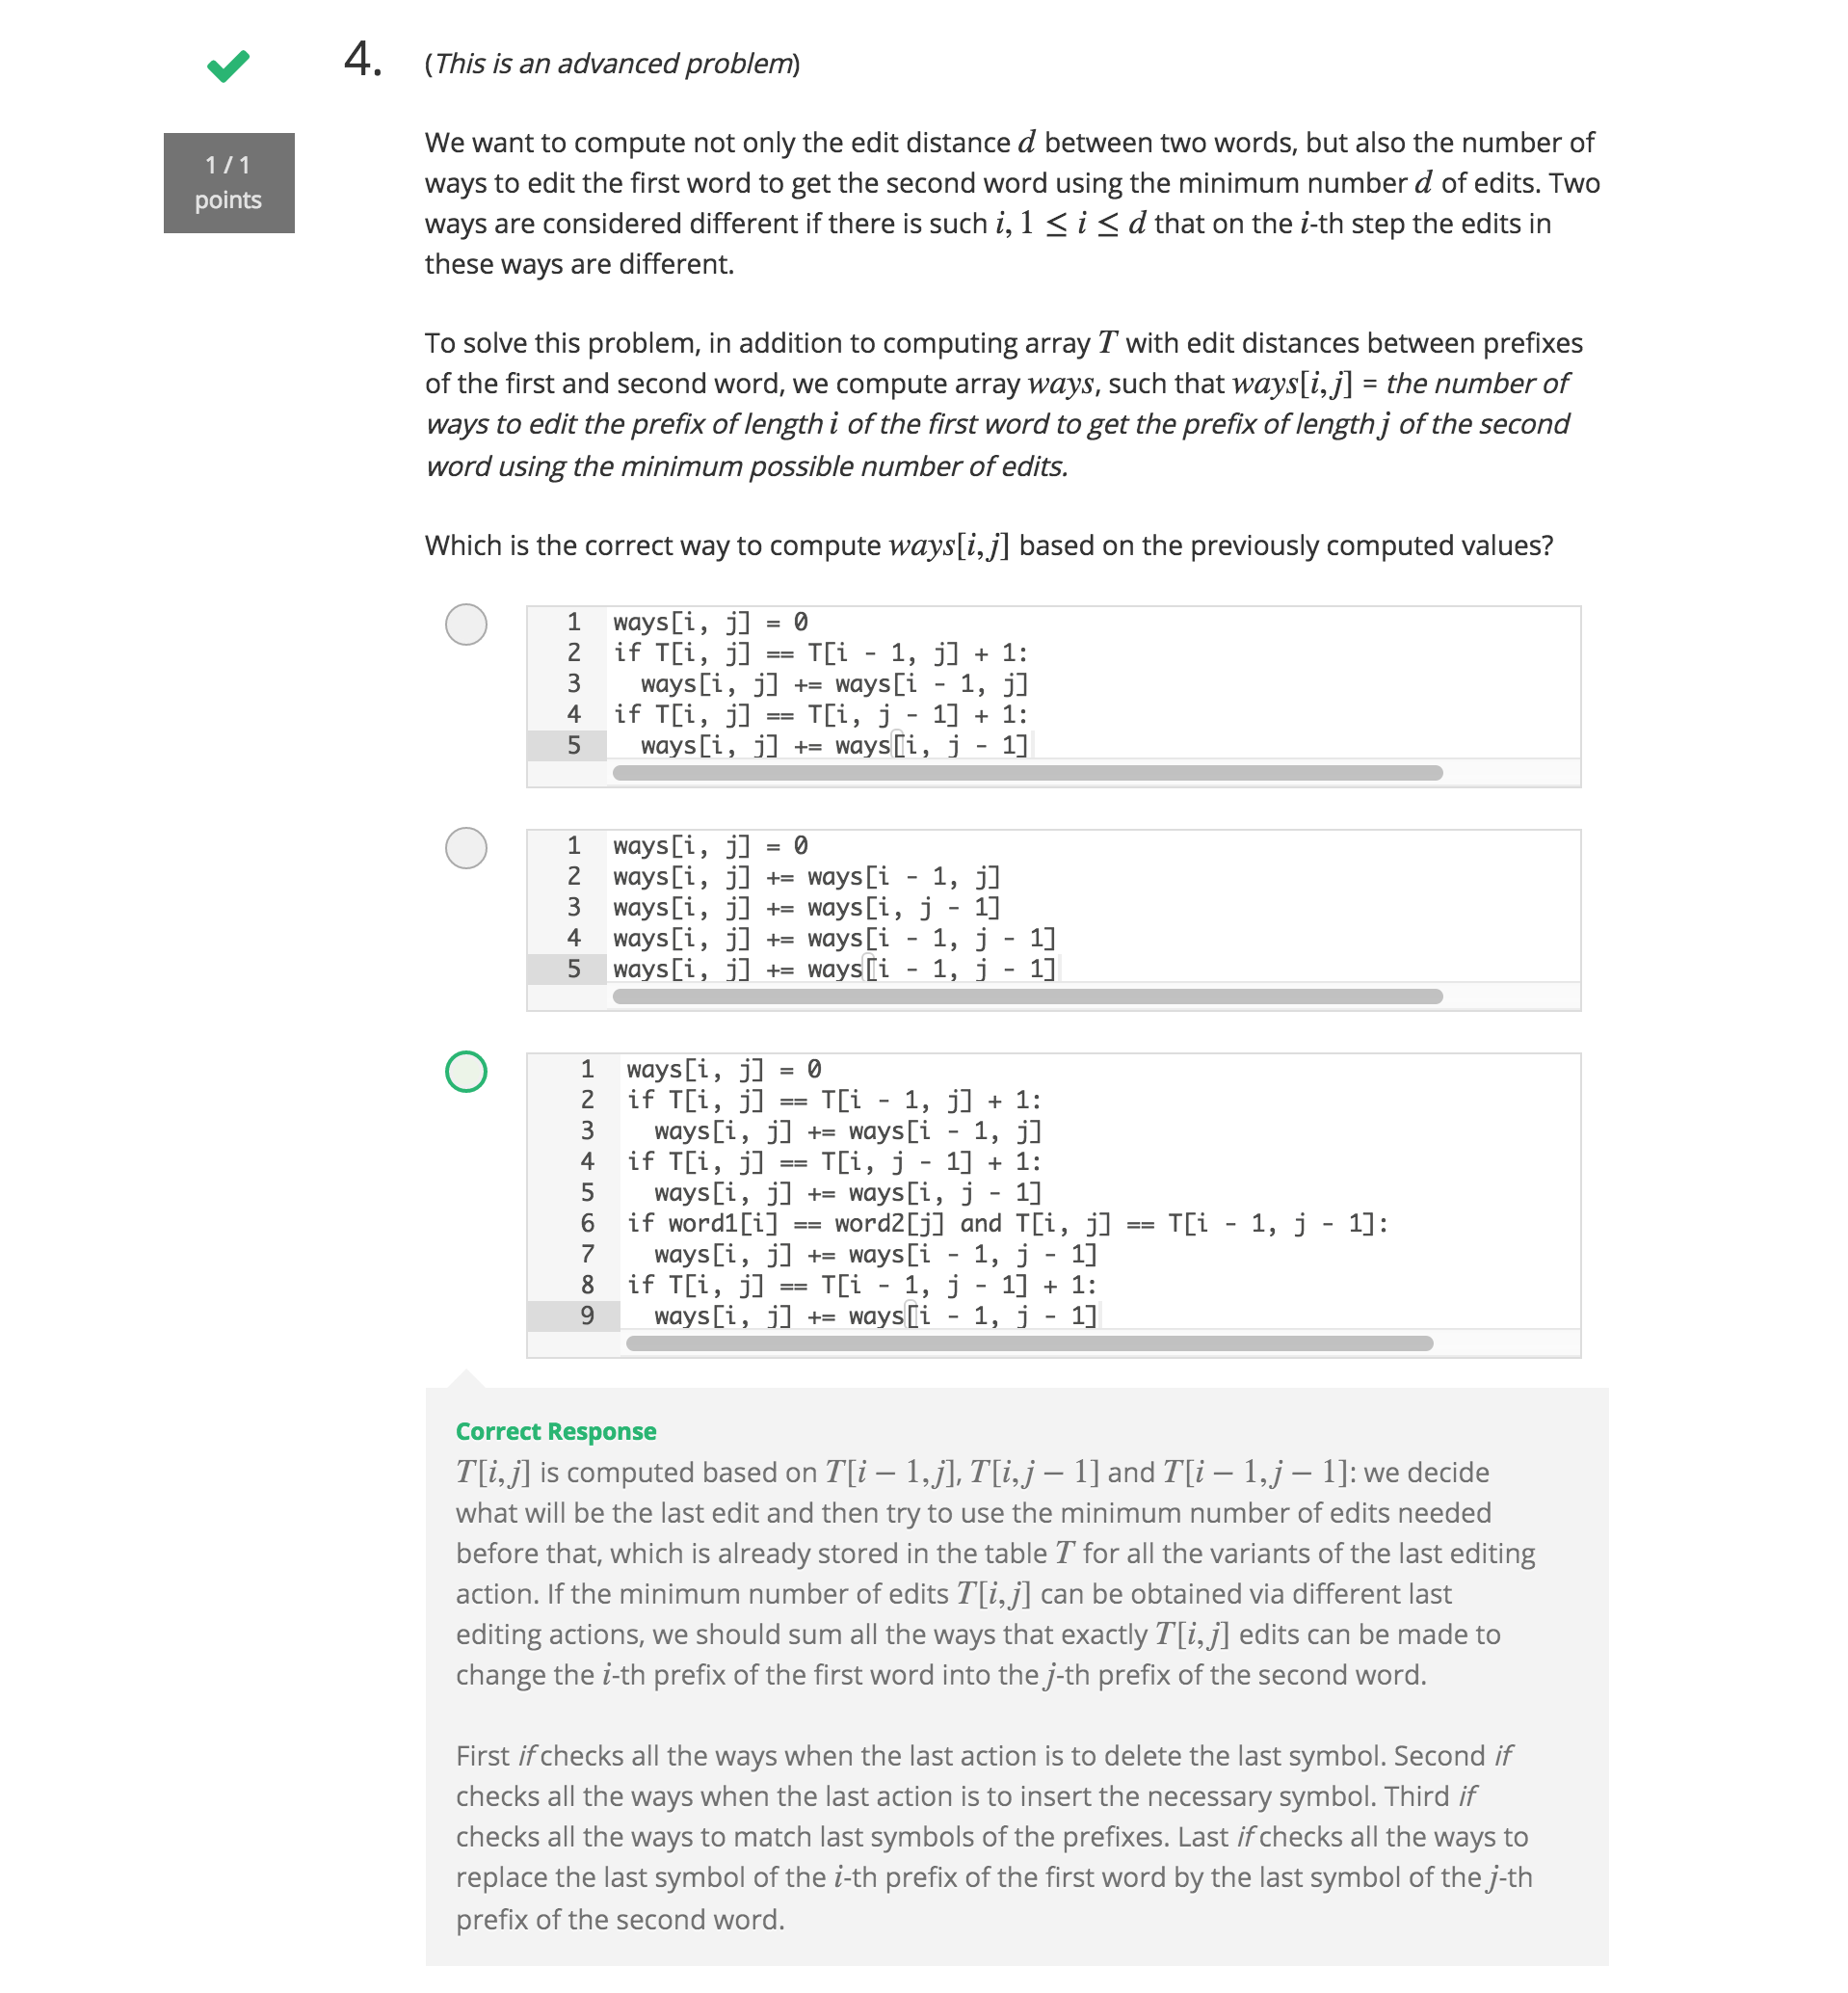 4. (This is an advanced problem)
1 / 1
points
We want to compute not only the edit distance d between two words, but also the number of
ways to edit the first word to get the second word using the minimum number d of edits. Two
ways are considered different if there is such i, 1 ≤ i ≤ d that on the i-th step the edits in
these ways are different.
To solve this problem, in addition to computing array T with edit distances between prefixes
of the first and second word, we compute array ways, such that ways[i, j] = the number of
ways to edit the prefix of length i of the first word to get the prefix of length j of the second
word using the minimum possible number of edits.
Which is the correct way to compute ways[i, j] based on the previously computed values?
1 ways[i, j] = 0
2 if T[i, j] == T[i - 1, j] + 1:
3   ways[i, j] += ways[i - 1, j]
4 if T[i, j] == T[i, j - 1] + 1:
5   ways[i, j] += ways[i, j - 1]
1 ways[i, j] = 0
2 ways[i, j] += ways[i - 1, j]
3 ways[i, j] += ways[i, j - 1]
4 ways[i, j] += ways[i - 1, j - 1]
5 ways[i, j] += ways[i - 1, j - 1]
1 ways[i, j] = 0
2 if T[i, j] == T[i - 1, j] + 1:
3   ways[i, j] += ways[i - 1, j]
4 if T[i, j] == T[i, j - 1] + 1:
5   ways[i, j] += ways[i, j - 1]
6 if word1[i] == word2[j] and T[i, j] == T[i - 1, j - 1]:
7   ways[i, j] += ways[i - 1, j - 1]
8 if T[i, j] == T[i - 1, j - 1] + 1:
9   ways[i, j] += ways[i - 1, j - 1]
Correct Response
T[i, j] is computed based on T[i − 1, j], T[i, j − 1] and T[i − 1, j − 1]: we decide
what will be the last edit and then try to use the minimum number of edits needed
before that, which is already stored in the table T for all the variants of the last editing
action. If the minimum number of edits T[i, j] can be obtained via different last
editing actions, we should sum all the ways that exactly T[i, j] edits can be made to
change the i-th prefix of the first word into the j-th prefix of the second word.
First if checks all the ways when the last action is to delete the last symbol. Second if
checks all the ways when the last action is to insert the necessary symbol. Third if
checks all the ways to match last symbols of the prefixes. Last if checks all the ways to
replace the last symbol of the i-th prefix of the first word by the last symbol of the j-th
prefix of the second word.